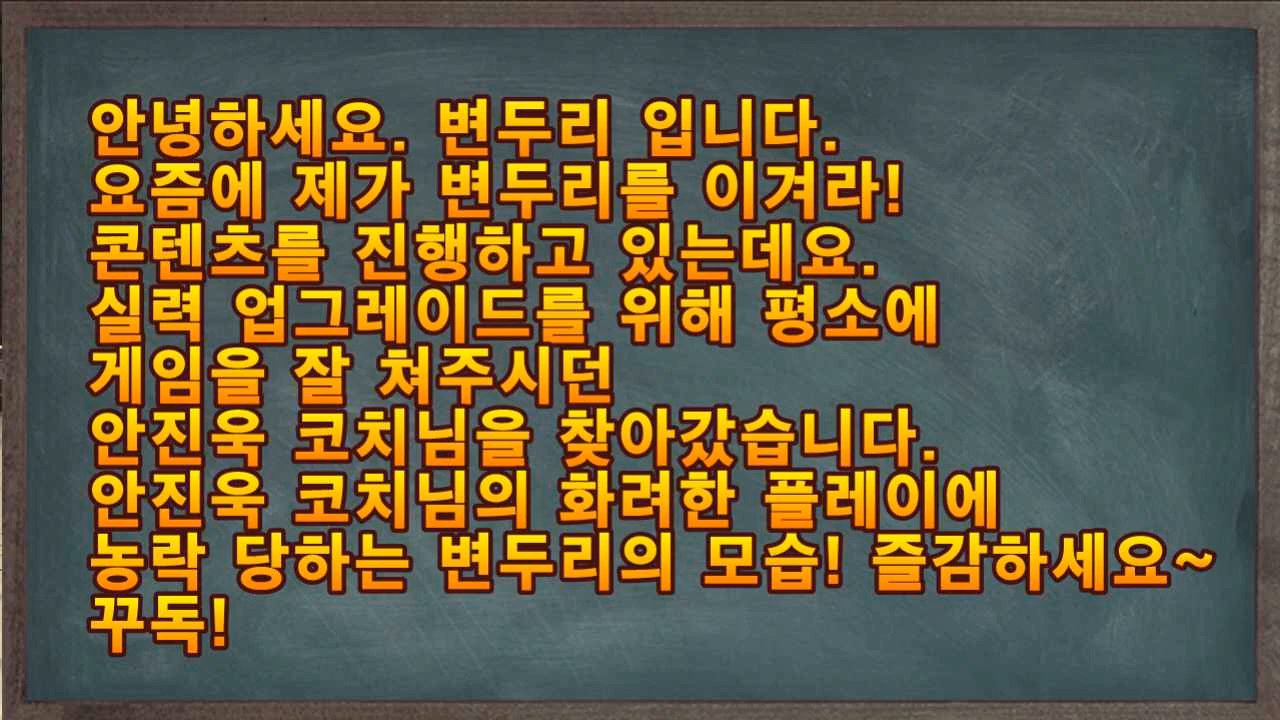 안녕하세요. 변두리 입니다.
요즘에 제가 변두리를 이겨라!
콘텐츠를 진행하고 있는데요.
실력 업그레이드를 위해 평소에
게임을 잘 쳐주시던
안진욱 코치님을 찾아갔습니다.
안진욱 코치님의 화려한 플레이에
농락 당하는 변두리의 모습! 즐감하세요~
꾸독!